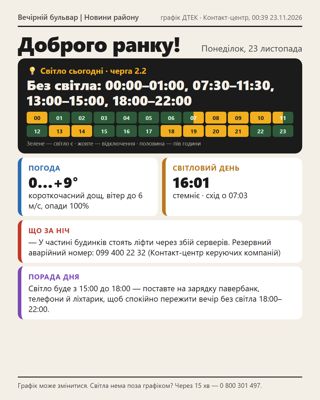 Вечірній бульвар | Новини району
графік ДТЕК · Контакт-центр, 00:39 23.11.2026
Доброго ранку!
Понеділок, 23 листопада
💡 Світло сьогодні · черга 2.2
Без світла: 00:00–01:00, 07:30–11:30,
13:00–15:00, 18:00–22:00
00 01 02 03 04 05 06 07 08 09 10 11
12 13 14 15 16 17 18 19 20 21 22 23
Зелене — світло є · жовте — відключення · половина — пів години
ПОГОДА
0…+9°
короткочасний дощ, вітер до 6
м/с, опади 100%
СВІТЛОВИЙ ДЕНЬ
16:01
стемніє · схід о 07:03
ЩО ЗА НІЧ
— У частині будинків стоять ліфти через збій серверів. Резервний
аварійний номер: 099 400 22 32 (Контакт-центр керуючих компаній)
ПОРАДА ДНЯ
Світло буде з 15:00 до 18:00 — поставте на зарядку павербанк,
телефони й ліхтарик, щоб спокійно пережити вечір без світла 18:00–
22:00.
Графік може змінитися. Світла нема поза графіком? Через 15 хв — 0 800 301 497.